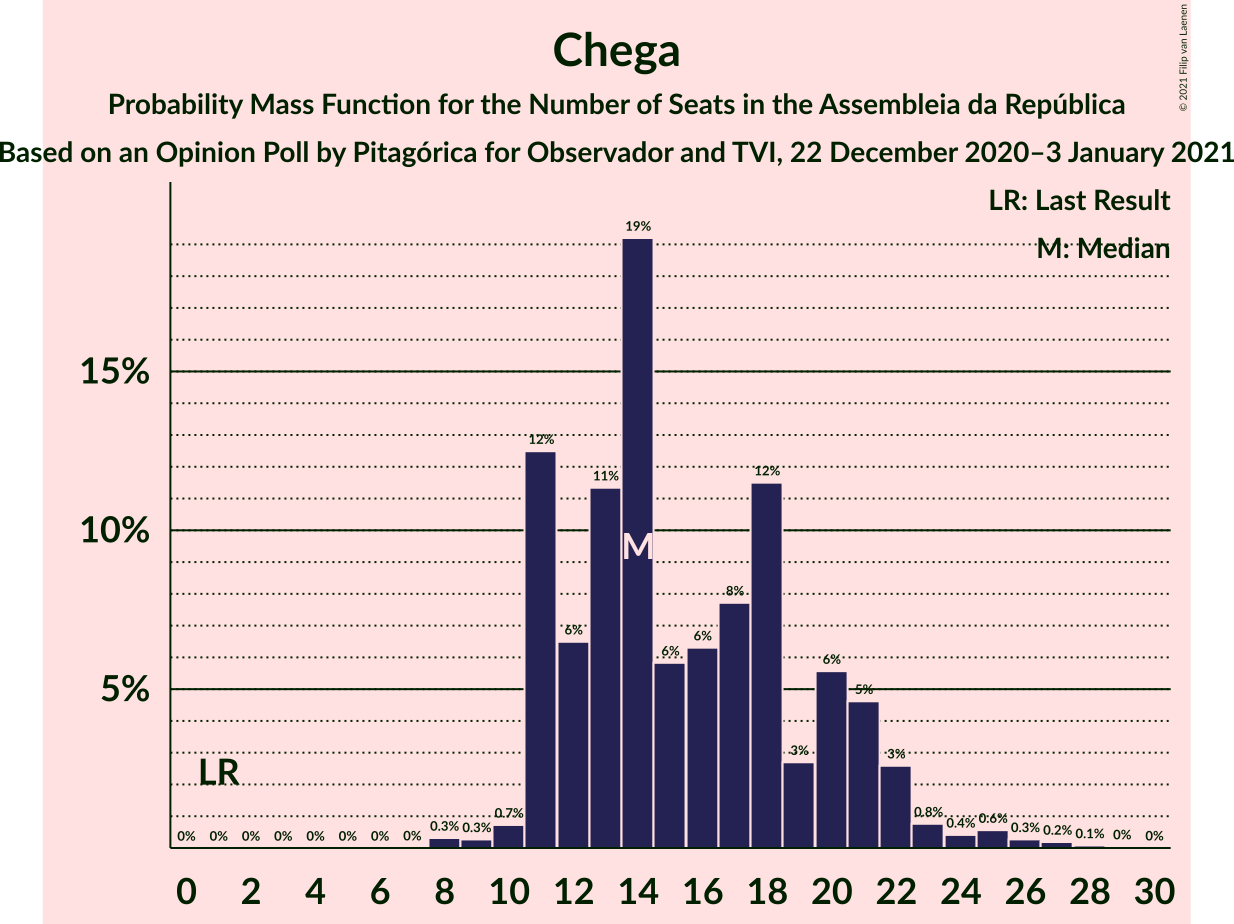 Chega
Probability Mass Function for the Number of Seats in the Assembleia da República
Based on an Opinion Poll by Pitagórica for Observador and TVI, 22 December 2020–3 January 2021
© 2021 Filip van Laenen
LR: Last Result
M: Median
15%
10%
5%
0% 0% 0% 0% 0% 0% 0% 0% 0.3% 0.3% 0.7% 12% 6% 11% 19% 6% 6% 8% 12% 3% 6% 5% 3% 0.8% 0.4% 0.6% 0.3% 0.2% 0.1% 0% 0%
M
LR
0 2 4 6 8 10 12 14 16 18 20 22 24 26 28 30